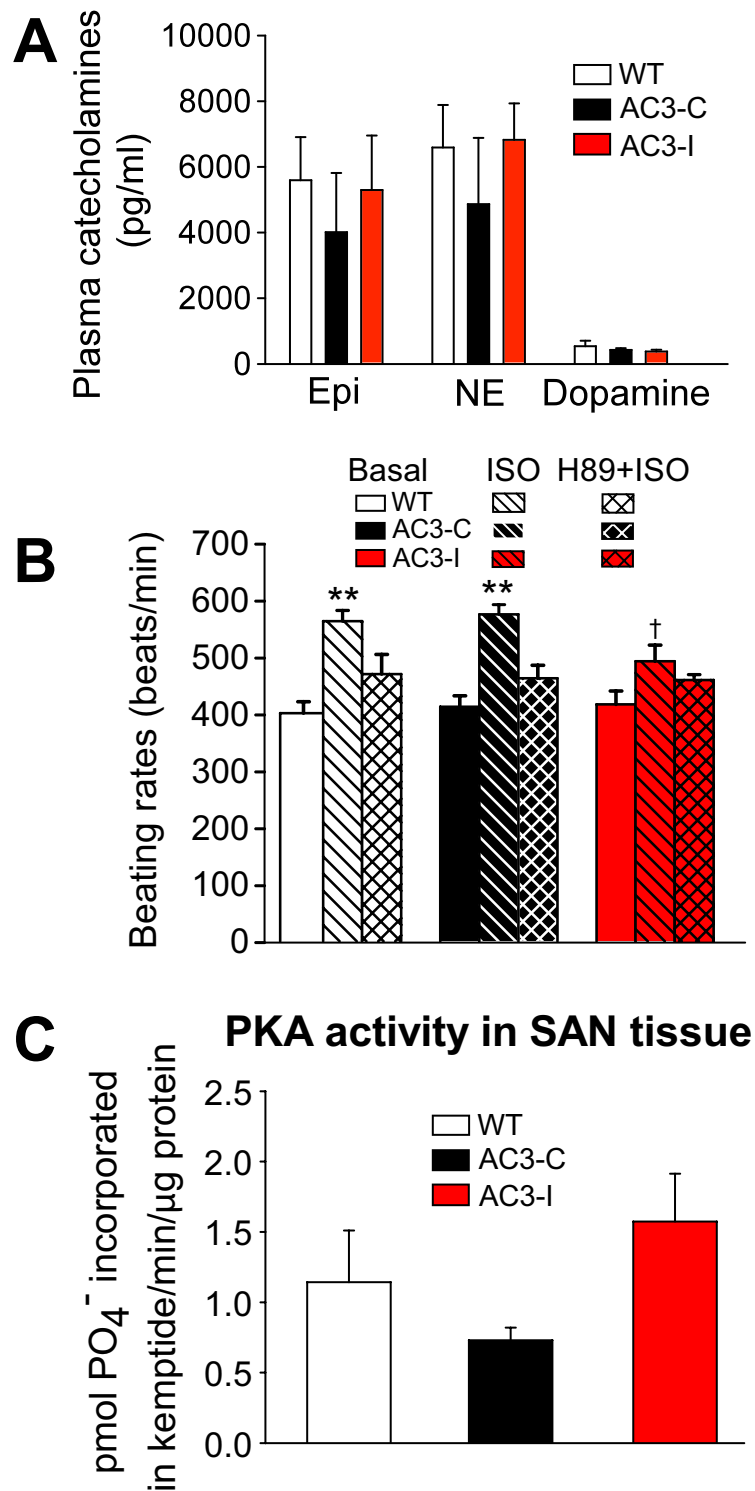 A
Plasma catecholamines
(pg/ml)
10000
8000
6000
4000
2000
0
WT
AC3-C
AC3-I
Epi
NE
Dopamine
B
Beating rates (beats/min)
Basal
ISO
H89+ISO
WT
AC3-C
AC3-I
700
600
500
400
300
200
100
0
**
**
†
C
PKA activity in SAN tissue
pmol PO4- incorporated
in kemptide/min/µg protein
2.5
2.0
1.5
1.0
0.5
0.0
WT
AC3-C
AC3-I